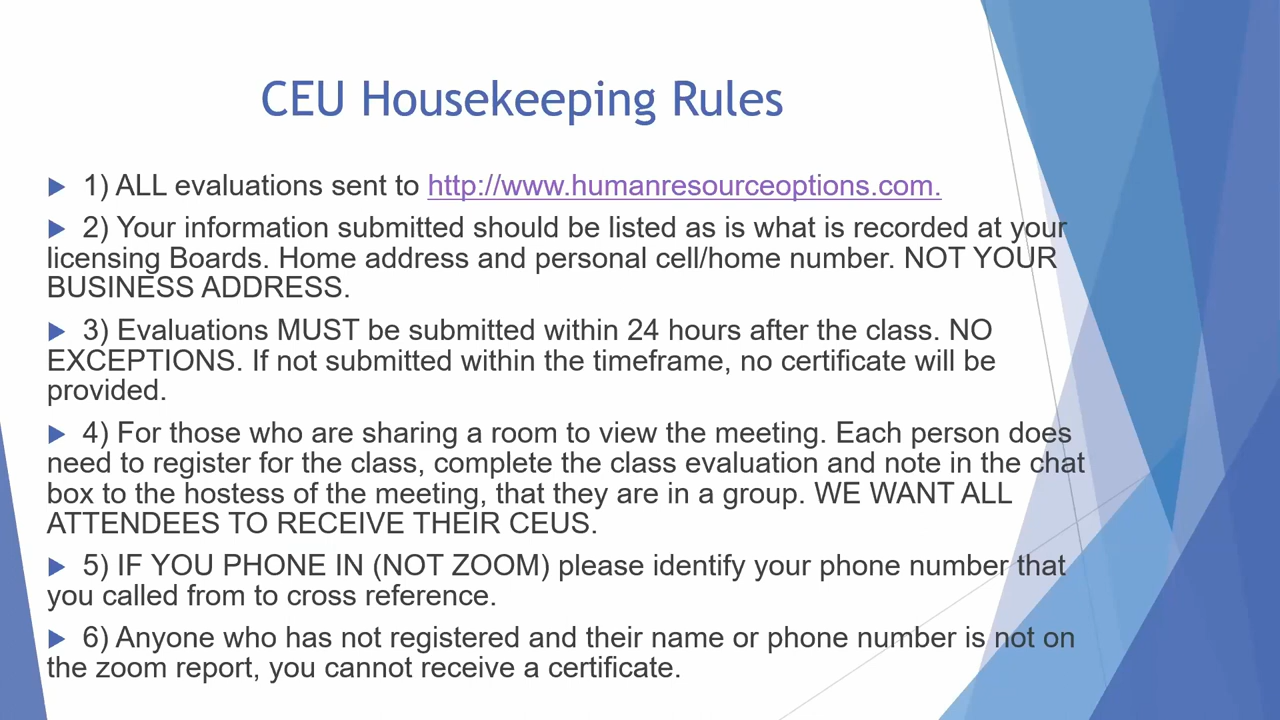 CEU Housekeeping Rules
1) ALL evaluations sent to http://www.humanresourceoptions.com.
2) Your information submitted should be listed as is what is recorded at your
licensing Boards. Home address and personal cell/home number. NOT YOUR
BUSINESS ADDRESS.
3) Evaluations MUST be submitted within 24 hours after the class. NO
EXCEPTIONS. If not submitted within the timeframe, no certificate will be
provided.
4) For those who are sharing a room to view the meeting. Each person does
need to register for the class, complete the class evaluation and note in the chat
box to the hostess of the meeting, that they are in a group. WE WANT ALL
ATTENDEES TO RECEIVE THEIR CEUS.
5) IF YOU PHONE IN (NOT ZOOM) please identify your phone number that
you called from to cross reference.
6) Anyone who has not registered and their name or phone number is not on
the zoom report, you cannot receive a certificate.